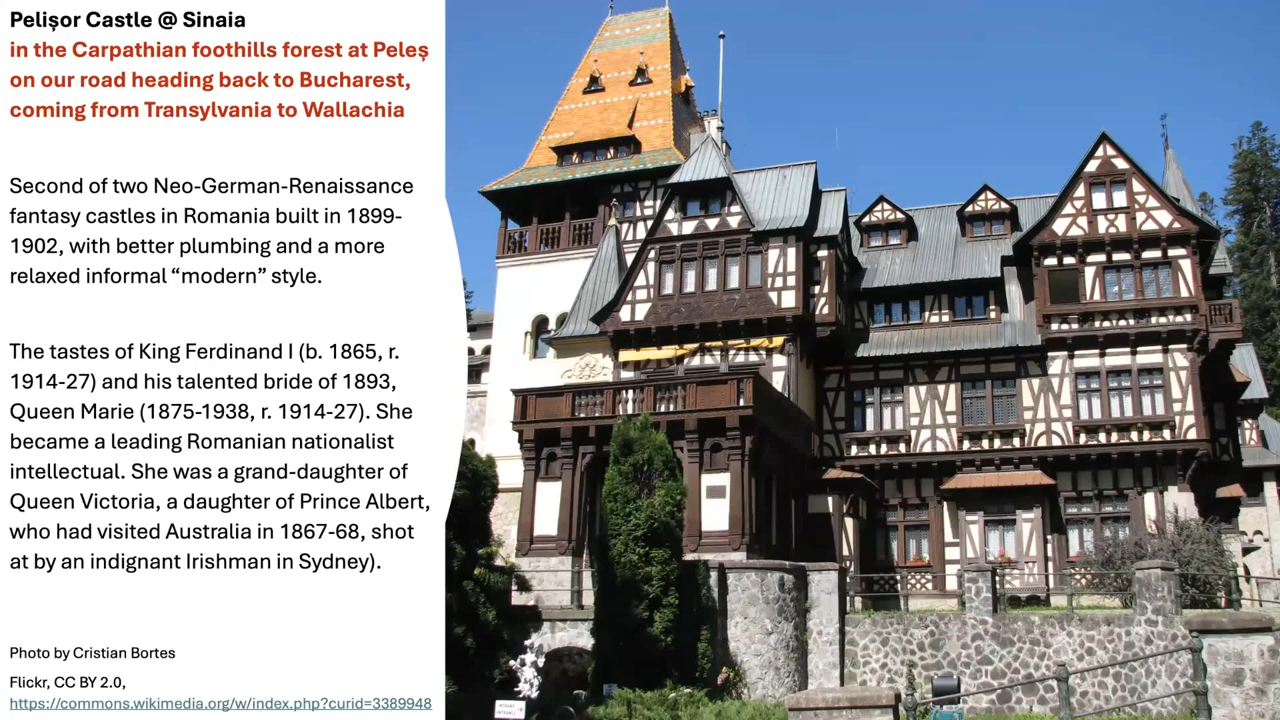 Pelișor Castle @ Sinaia
in the Carpathian foothills forest at Peleș
on our road heading back to Bucharest,
coming from Transylvania to Wallachia
Second of two Neo-German-Renaissance
fantasy castles in Romania built in 1899-
1902, with better plumbing and a more
relaxed informal “modern” style.
The tastes of King Ferdinand I (b. 1865, r.
1914-27) and his talented bride of 1893,
Queen Marie (1875-1938, r. 1914-27). She
became a leading Romanian nationalist
intellectual. She was a grand-daughter of
Queen Victoria, a daughter of Prince Albert,
who had visited Australia in 1867-68, shot
at by an indignant Irishman in Sydney).
Photo by Cristian Bortes
Flickr, CC BY 2.0,
https://commons.wikimedia.org/w/index.php?curid=3389948